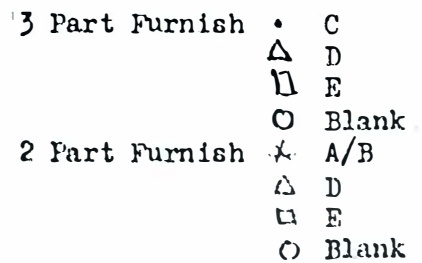 3 Part Furnish • C
△ D
□ E
○ Blank
2 Part Furnish × A/B
△ D
□ E
○ Blank